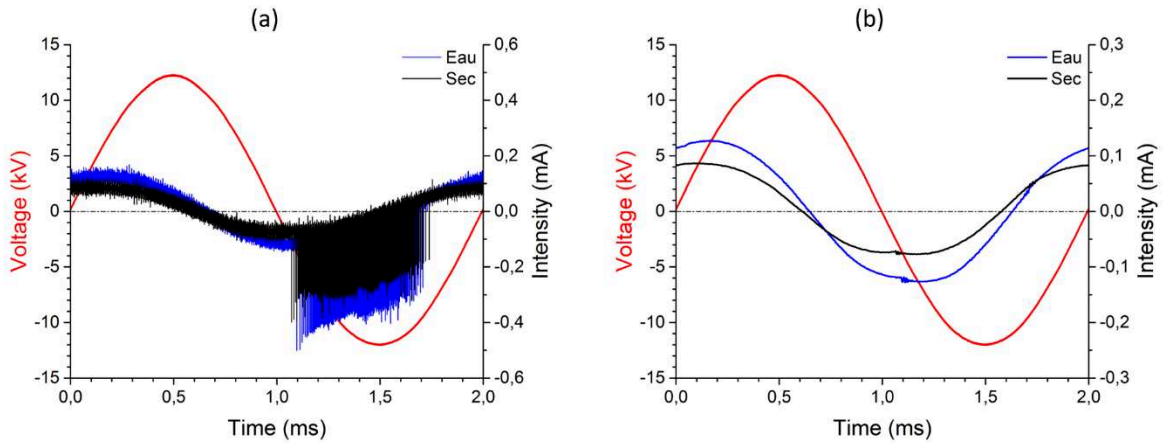 (a)
15
10
5
0
-5
-10
-15
Voltage (kV)
0,6
0,4
0,2
0,0
-0,2
-0,4
-0,6
Intensity (mA)
Eau
Sec
0,0 0,5 1,0 1,5 2,0
Time (ms)
(b)
15
10
5
0
-5
-10
-15
Voltage (kV)
0,3
0,2
0,1
0,0
-0,1
-0,2
-0,3
Intensity (mA)
Eau
Sec
0,0 0,5 1,0 1,5 2,0
Time (ms)